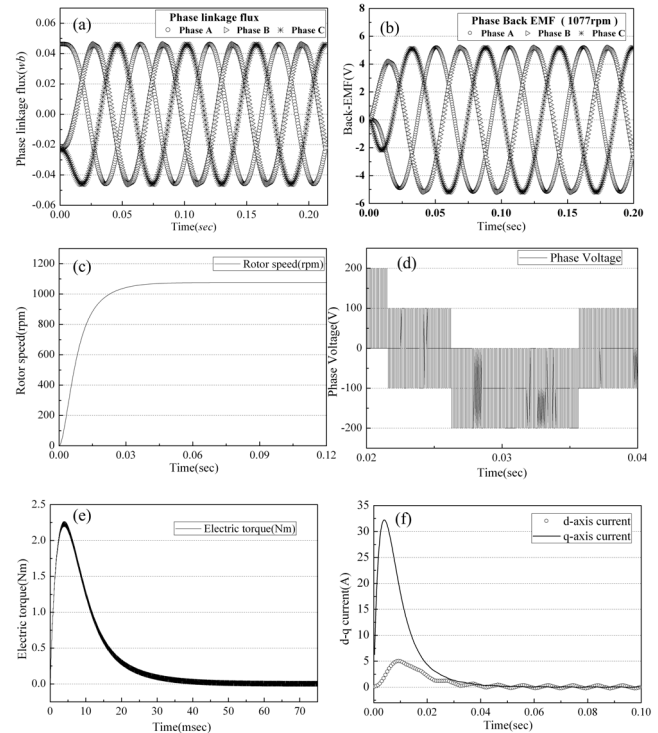 (a)
Phase linkage flux
Phase A Phase B Phase C
Phase linkage flux(wb)
0.06
0.04
0.02
0.00
-0.02
-0.04
-0.06
0.00 0.05 0.10 0.15 0.20
Time(sec)
(b)
Phase Back EMF ( 1077rpm )
Phase A Phase B Phase C
Back-EMF(V)
8
6
4
2
0
-2
-4
-6
0.00 0.05 0.10 0.15 0.20
Time(sec)
(c)
Rotor speed(rpm)
Rotor speed(rpm)
1200
1000
800
600
400
200
0
0.00 0.03 0.06 0.09 0.12
Time(sec)
(d)
Phase Voltage
Phase Voltage(V)
200
100
0
-100
-200
0.02 0.03 0.04
Time(sec)
(e)
Electric torque(Nm)
Electric torque(Nm)
2.5
2.0
1.5
1.0
0.5
0.0
0 10 20 30 40 50 60 70
Time(msec)
(f)
d-axis current
q-axis current
d-q current(A)
35
30
25
20
15
10
5
0
0.00 0.02 0.04 0.06 0.08 0.10
Time(sec)